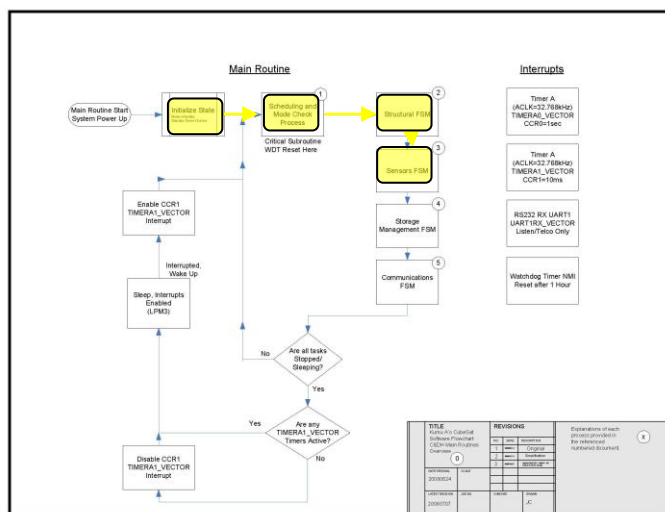 Main Routine
Interrupts
Main Routine Start
System Power Up
Initialize State
1
Scheduling and
Mode Check
Process
Critical Subroutine
WDT Reset Here
2
Structural FSM
3
Sensors FSM
4
Storage
Management FSM
5
Communications
FSM
Timer A
(ACLK=32.768kHz)
TIMERA0_VECTOR
CCR0=1sec
Timer A
(ACLK=32.768kHz)
TIMERA1_VECTOR
CCR1=10ms
RS232 RX UART1
UART1RX_VECTOR
Listen/Telco Only
Watchdog Timer NMI
Reset after 1 Hour
Enable CCR1
TIMERA1_VECTOR
Interrupt
Interrupted,
Wake Up
Sleep, Interrupts
Enabled
(LPM3)
No
Are all tasks
Stopped/
Sleeping?
Yes
Yes
Are any
TIMERA1_VECTOR
Timers Active?
No
Disable CCR1
TIMERA1_VECTOR
Interrupt
TITLE
Kumu A'o CubeSat
Software Flowchart
Main Routines
Overview
0
REVISIONS
1 Original
2
3
20080524
JC
Explanations of each
process provided in
the referenced
numbered document.
X